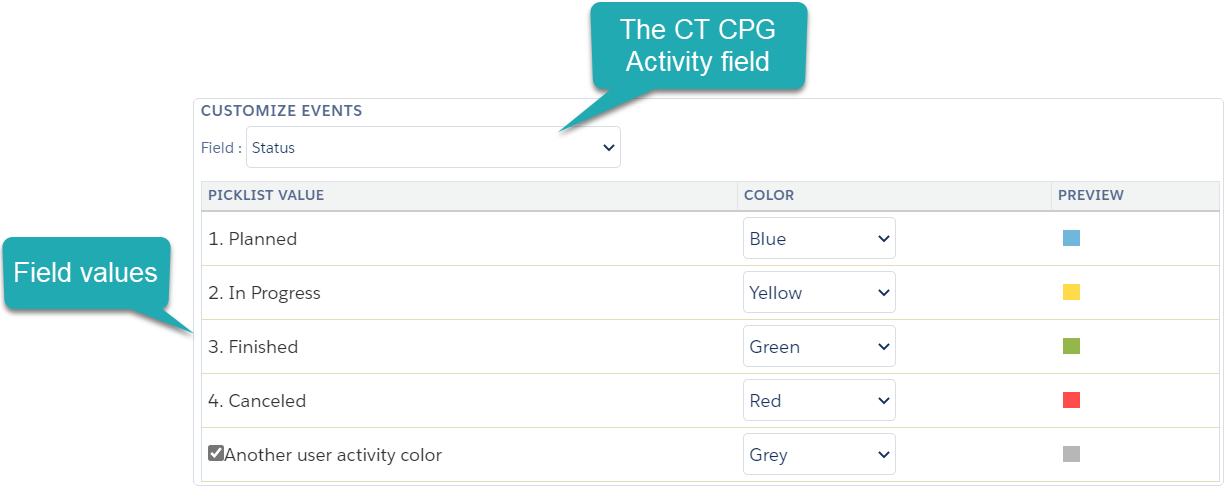 The CT CPG
Activity field
CUSTOMIZE EVENTS
Field : Status
PICKLIST VALUE COLOR PREVIEW
1. Planned Blue
Field values
2. In Progress Yellow
3. Finished Green
4. Canceled Red
Another user activity color Grey